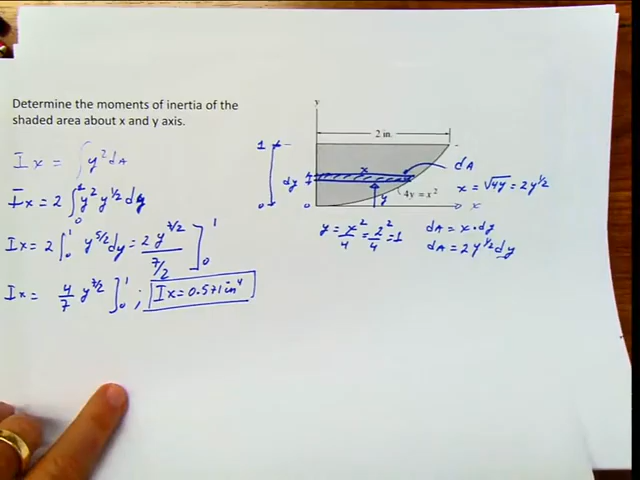 Determine the moments of inertia of the
shaded area about x and y axis.
Ix = ∫ y² dA
Ix = 2 ∫₀¹ y² y^1/2 dy
Ix = 2 ∫₀¹ y^5/2 dy = 2 y^7/2 / 7/2 ]₀¹
Ix = 4/7 y^7/2 ]₀¹ ; Ix = 0.571 in⁴
y
2 in.
1
x
dA
dy
y
4y = x²
0
0
x
x = √4y = 2y^1/2
y = x²/4 = 2²/4 = 1
dA = x·dy
dA = 2y^1/2 dy